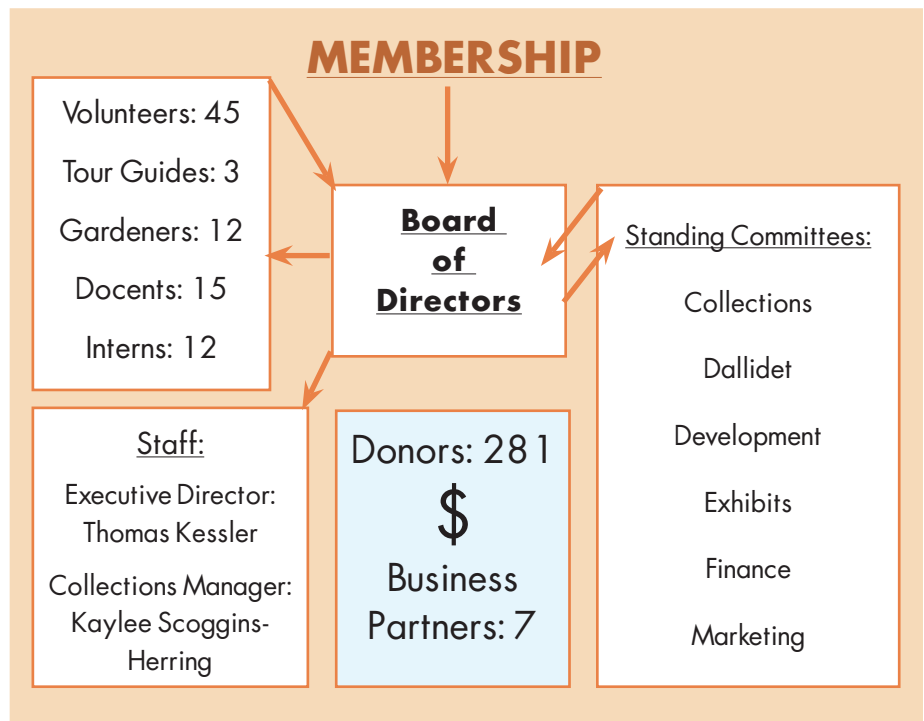 MEMBERSHIP
Volunteers: 45
Tour Guides: 3
Gardeners: 12
Docents: 15
Interns: 12
Board
of
Directors
Standing Committees:
Collections
Dallidet
Development
Exhibits
Finance
Marketing
Staff:
Executive Director:
Thomas Kessler
Collections Manager:
Kaylee Scoggins-
Herring
Donors: 281
$
Business
Partners: 7